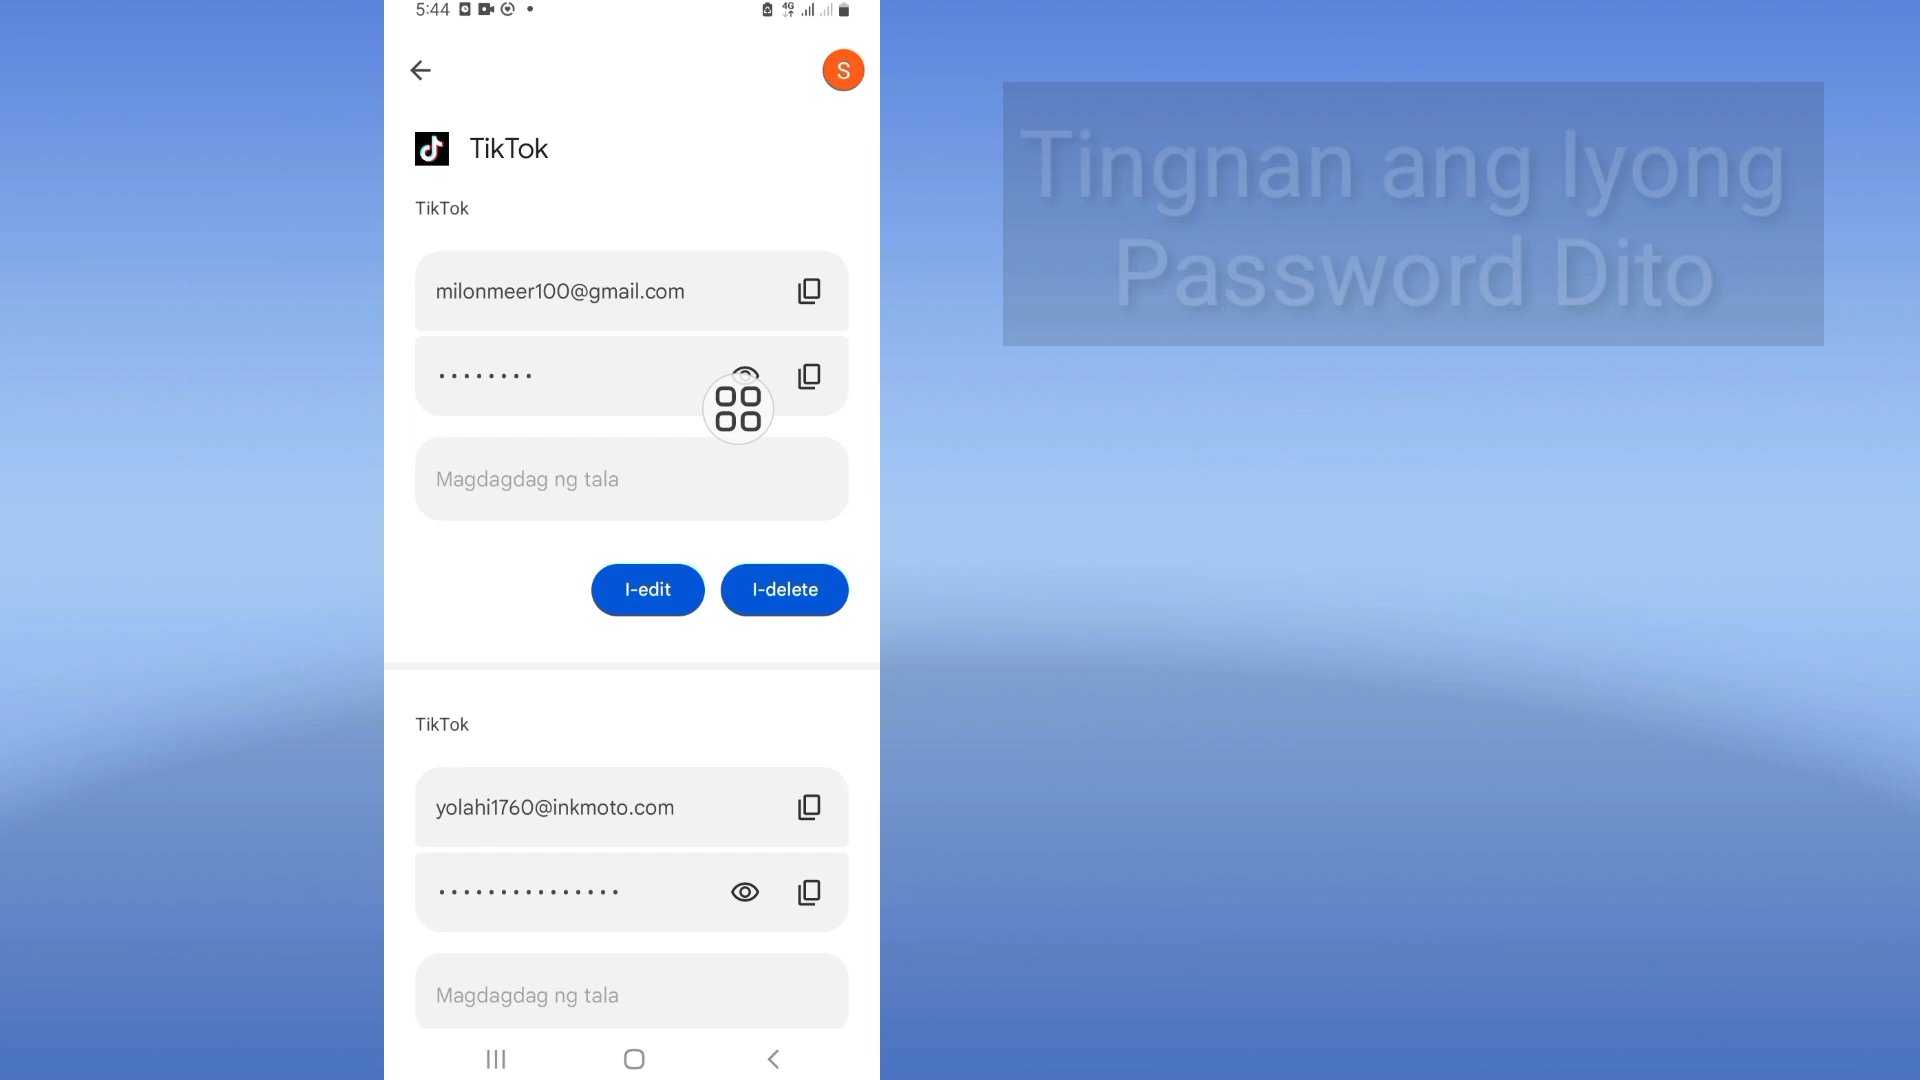 5:44
4G
S
TikTok
TikTok
milonmeer100@gmail.com
••••••••
Magdagdag ng tala
I-edit
I-delete
TikTok
yolahi1760@inkmoto.com
•••••••••••••••
Magdagdag ng tala
Tingnan ang Iyong
Password Dito